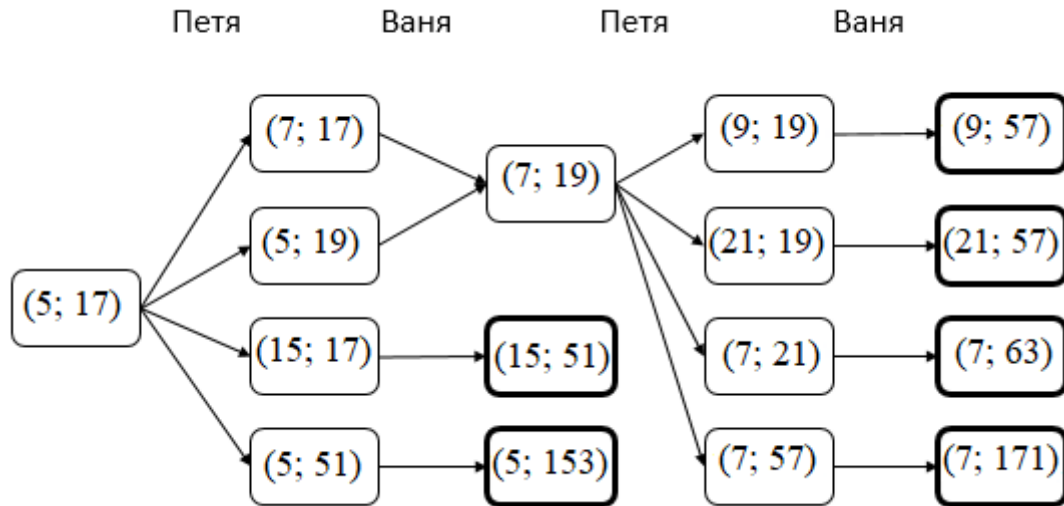 Петя Ваня Петя Ваня
(7; 17) (9; 19) (9; 57)
(7; 19)
(5; 19) (21; 19) (21; 57)
(5; 17)
(15; 17) (15; 51) (7; 21) (7; 63)
(5; 51) (5; 153) (7; 57) (7; 171)